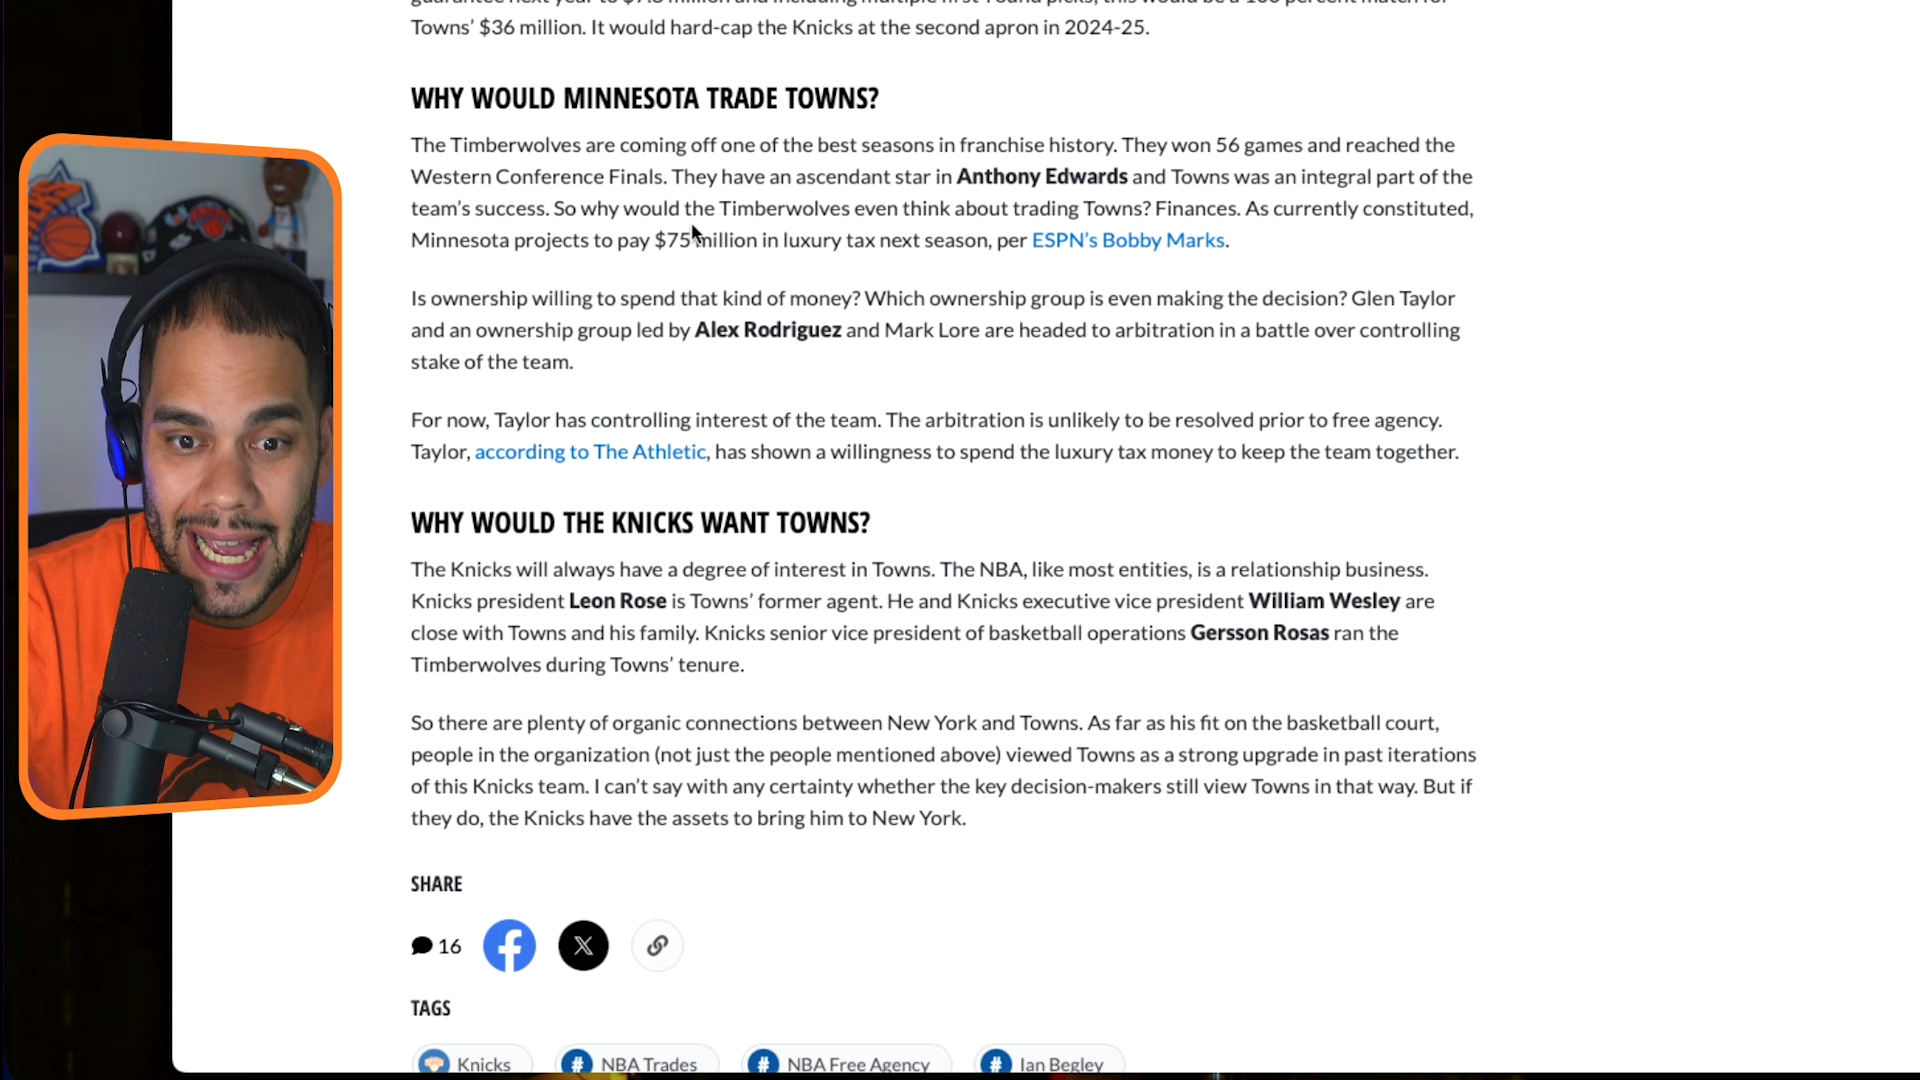 Towns' $36 million. It would hard-cap the Knicks at the second apron in 2024-25.
WHY WOULD MINNESOTA TRADE TOWNS?
The Timberwolves are coming off one of the best seasons in franchise history. They won 56 games and reached the
Western Conference Finals. They have an ascendant star in Anthony Edwards and Towns was an integral part of the
team's success. So why would the Timberwolves even think about trading Towns? Finances. As currently constituted,
Minnesota projects to pay $75 million in luxury tax next season, per ESPN's Bobby Marks.
Is ownership willing to spend that kind of money? Which ownership group is even making the decision? Glen Taylor
and an ownership group led by Alex Rodriguez and Mark Lore are headed to arbitration in a battle over controlling
stake of the team.
For now, Taylor has controlling interest of the team. The arbitration is unlikely to be resolved prior to free agency.
Taylor, according to The Athletic, has shown a willingness to spend the luxury tax money to keep the team together.
WHY WOULD THE KNICKS WANT TOWNS?
The Knicks will always have a degree of interest in Towns. The NBA, like most entities, is a relationship business.
Knicks president Leon Rose is Towns' former agent. He and Knicks executive vice president William Wesley are
close with Towns and his family. Knicks senior vice president of basketball operations Gersson Rosas ran the
Timberwolves during Towns' tenure.
So there are plenty of organic connections between New York and Towns. As far as his fit on the basketball court,
people in the organization (not just the people mentioned above) viewed Towns as a strong upgrade in past iterations
of this Knicks team. I can't say with any certainty whether the key decision-makers still view Towns in that way. But if
they do, the Knicks have the assets to bring him to New York.
SHARE
16
TAGS
Knicks # NBA Trades # NBA Free Agency # Ian Begley